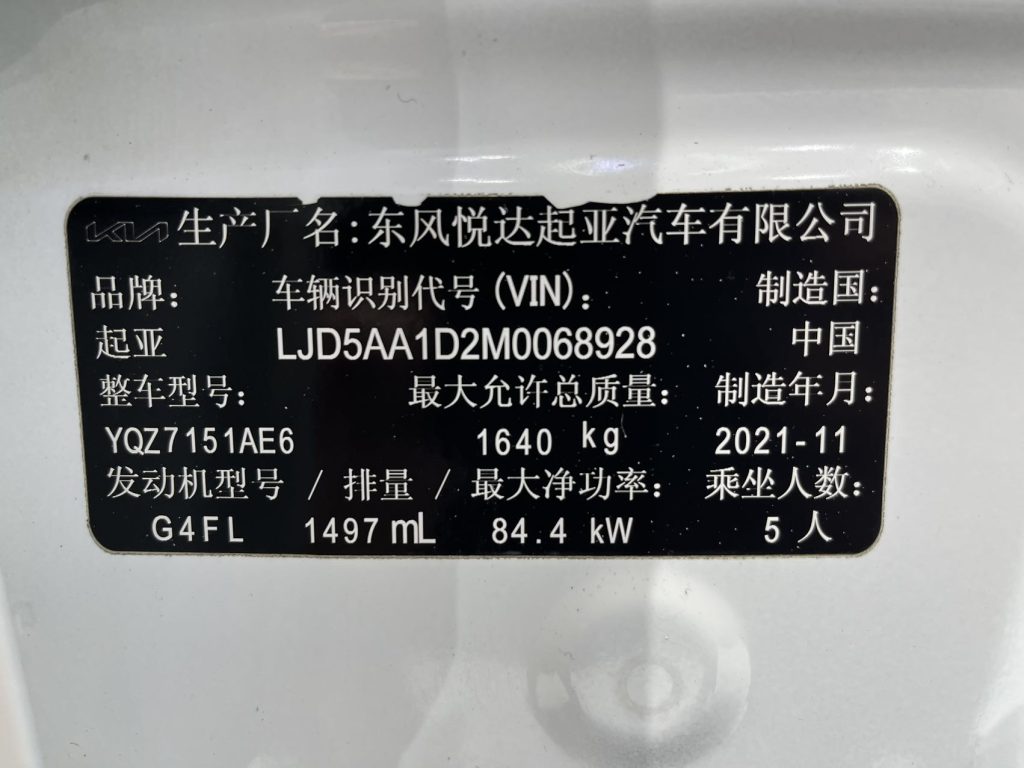 KIA 生产厂名:东风悦达起亚汽车有限公司
品牌: 车辆识别代号(VIN): 制造国:
起亚 LJD5AA1D2M0068928 中国
整车型号: 最大允许总质量: 制造年月:
YQZ7151AE6 1640 kg 2021-11
发动机型号 / 排量 / 最大净功率: 乘坐人数:
G4FL 1497 mL 84.4 kW 5 人